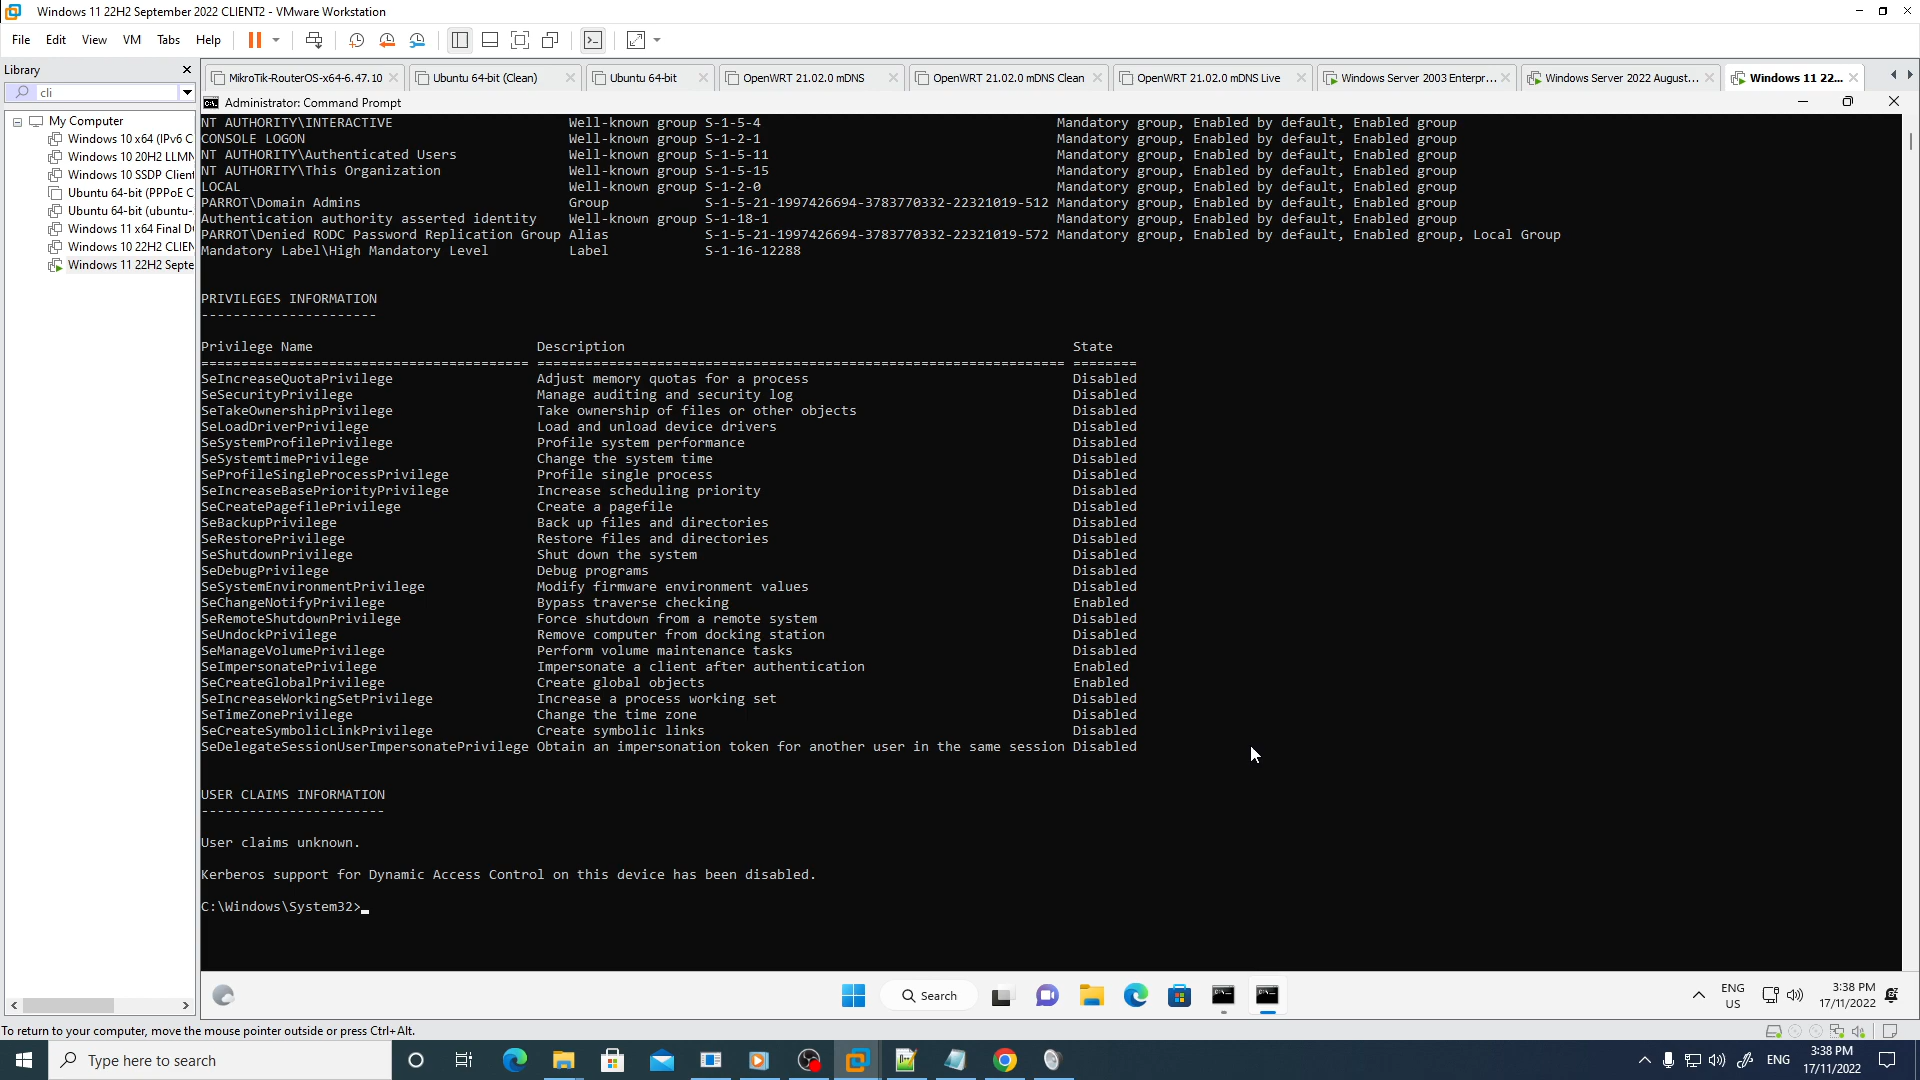 Windows 11 22H2 September 2022 CLIENT2 - VMware Workstation
File Edit View VM Tabs Help
Library
MikroTik-RouterOS-x64-6.47.10 Ubuntu 64-bit (Clean) Ubuntu 64-bit OpenWRT 21.02.0 mDNS OpenWRT 21.02.0 mDNS Clean OpenWRT 21.02.0 mDNS Live Windows Server 2003 Enterpr... Windows Server 2022 August... Windows 11 22...
cli
My Computer
Windows 10 x64 (IPv6 C
Windows 10 20H2 LLMN
Windows 10 SSDP Client
Ubuntu 64-bit (PPPoE C
Ubuntu 64-bit (ubuntu-
Windows 11 x64 Final D
Windows 10 22H2 CLIEN
Windows 11 22H2 Septe
Administrator: Command Prompt
NT AUTHORITY\INTERACTIVE Well-known group S-1-5-4 Mandatory group, Enabled by default, Enabled group
CONSOLE LOGON Well-known group S-1-2-1 Mandatory group, Enabled by default, Enabled group
NT AUTHORITY\Authenticated Users Well-known group S-1-5-11 Mandatory group, Enabled by default, Enabled group
NT AUTHORITY\This Organization Well-known group S-1-5-15 Mandatory group, Enabled by default, Enabled group
LOCAL Well-known group S-1-2-0 Mandatory group, Enabled by default, Enabled group
PARROT\Domain Admins Group S-1-5-21-1997426694-3783770332-22321019-512 Mandatory group, Enabled by default, Enabled group
Authentication authority asserted identity Well-known group S-1-18-1 Mandatory group, Enabled by default, Enabled group
PARROT\Denied RODC Password Replication Group Alias S-1-5-21-1997426694-3783770332-22321019-572 Mandatory group, Enabled by default, Enabled group, Local Group
Mandatory Label\High Mandatory Level Label S-1-16-12288
PRIVILEGES INFORMATION
----------------------
Privilege Name Description State
========================================= ================================================================== ========
SeIncreaseQuotaPrivilege Adjust memory quotas for a process Disabled
SeSecurityPrivilege Manage auditing and security log Disabled
SeTakeOwnershipPrivilege Take ownership of files or other objects Disabled
SeLoadDriverPrivilege Load and unload device drivers Disabled
SeSystemProfilePrivilege Profile system performance Disabled
SeSystemtimePrivilege Change the system time Disabled
SeProfileSingleProcessPrivilege Profile single process Disabled
SeIncreaseBasePriorityPrivilege Increase scheduling priority Disabled
SeCreatePagefilePrivilege Create a pagefile Disabled
SeBackupPrivilege Back up files and directories Disabled
SeRestorePrivilege Restore files and directories Disabled
SeShutdownPrivilege Shut down the system Disabled
SeDebugPrivilege Debug programs Disabled
SeSystemEnvironmentPrivilege Modify firmware environment values Disabled
SeChangeNotifyPrivilege Bypass traverse checking Enabled
SeRemoteShutdownPrivilege Force shutdown from a remote system Disabled
SeUndockPrivilege Remove computer from docking station Disabled
SeManageVolumePrivilege Perform volume maintenance tasks Disabled
SeImpersonatePrivilege Impersonate a client after authentication Enabled
SeCreateGlobalPrivilege Create global objects Enabled
SeIncreaseWorkingSetPrivilege Increase a process working set Disabled
SeTimeZonePrivilege Change the time zone Disabled
SeCreateSymbolicLinkPrivilege Create symbolic links Disabled
SeDelegateSessionUserImpersonatePrivilege Obtain an impersonation token for another user in the same session Disabled
USER CLAIMS INFORMATION
-----------------------
User claims unknown.
Kerberos support for Dynamic Access Control on this device has been disabled.
C:\Windows\System32>
Search
ENG
US
3:38 PM
17/11/2022
To return to your computer, move the mouse pointer outside or press Ctrl+Alt.
Type here to search
ENG
3:38 PM
17/11/2022